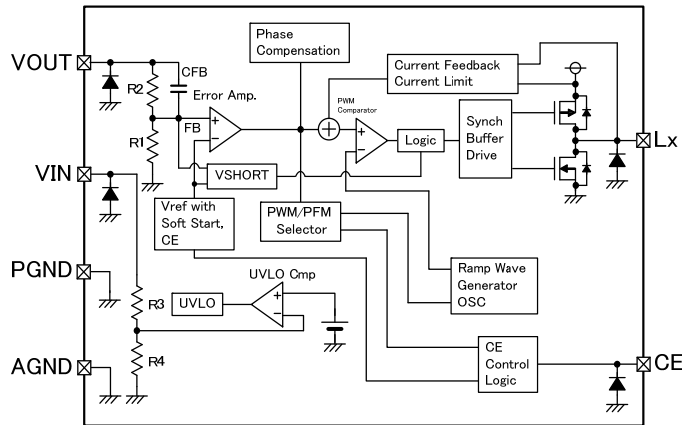 Phase
Compensation
VOUT
CFB
R2
Error Amp.
Current Feedback
Current Limit
PWM
Comparator
+
−
FB
+
+
−
Logic
Synch
Buffer
Drive
Lx
R1
VIN
VSHORT
Vref with
Soft Start,
CE
PWM/PFM
Selector
PGND
UVLO Cmp
Ramp Wave
Generator
OSC
R3
UVLO
+
−
R4
CE
Control
Logic
AGND
CE